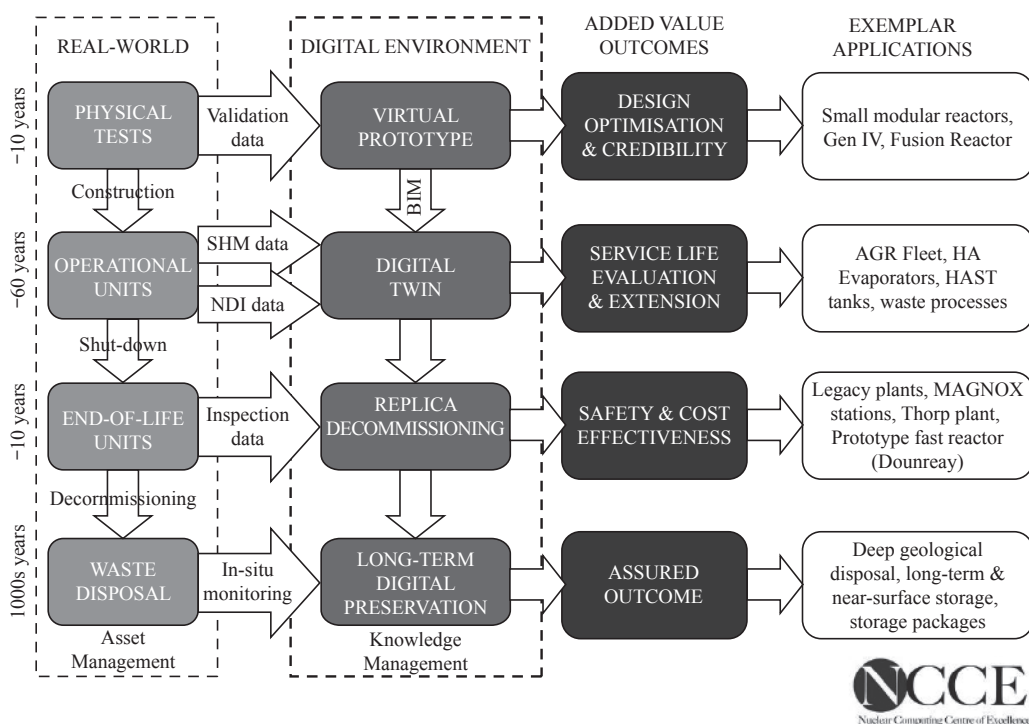 REAL-WORLD
DIGITAL ENVIRONMENT
ADDED VALUE
OUTCOMES
EXEMPLAR
APPLICATIONS
~10 years
PHYSICAL
TESTS
Validation
data
VIRTUAL
PROTOTYPE
DESIGN
OPTIMISATION
& CREDIBILITY
Small modular reactors,
Gen IV, Fusion Reactor
Construction
BIM
~60 years
OPERATIONAL
UNITS
SHM data
NDI data
DIGITAL
TWIN
SERVICE LIFE
EVALUATION
& EXTENSION
AGR Fleet, HA
Evaporators, HAST
tanks, waste processes
Shut-down
~10 years
END-OF-LIFE
UNITS
Inspection
data
REPLICA
DECOMMISSIONING
SAFETY & COST
EFFECTIVENESS
Legacy plants, MAGNOX
stations, Thorp plant,
Prototype fast reactor
(Dounreay)
Decornmissioning
1000s years
WASTE
DISPOSAL
In-situ
monitoring
LONG-TERM
DIGITAL
PRESERVATION
ASSURED
OUTCOME
Deep geological
disposal, long-term &
near-surface storage,
storage packages
Asset
Management
Knowledge
Management
NCCE
Nuclear Computing Centre of Excellence